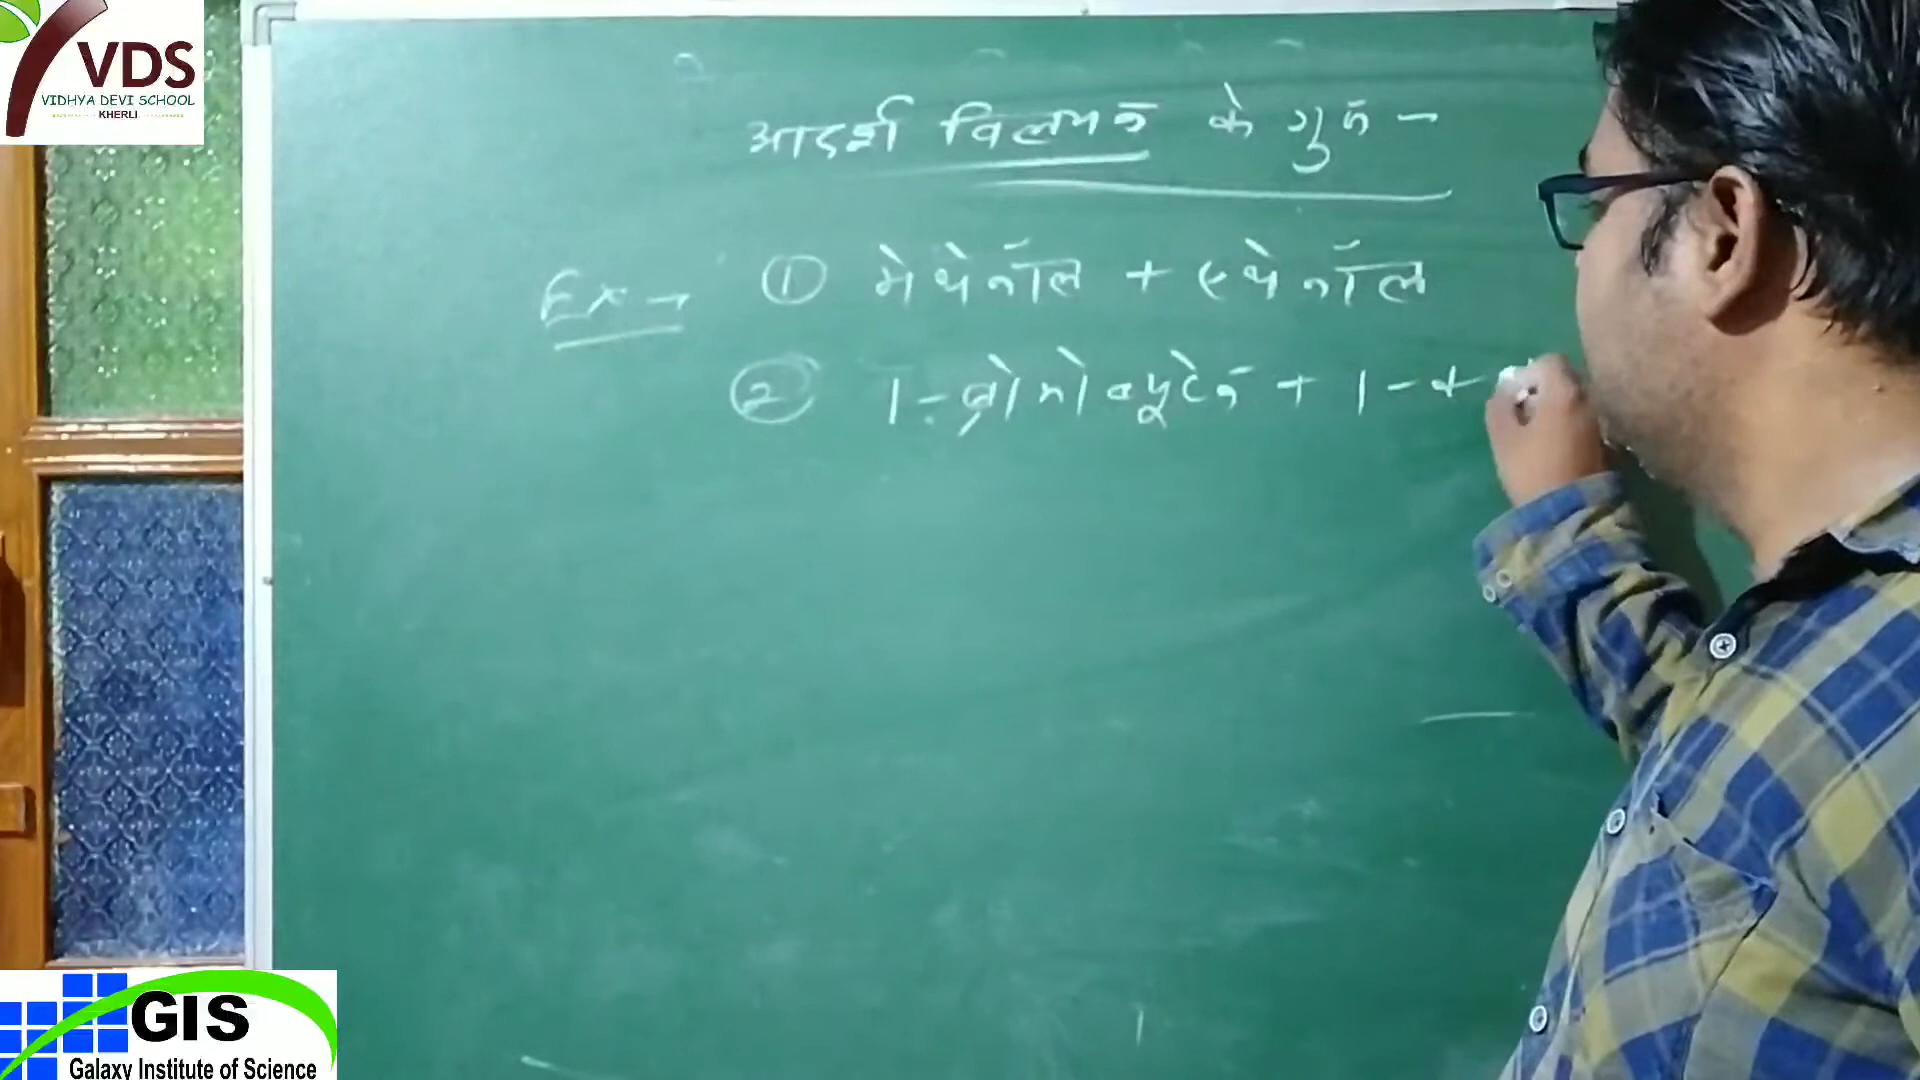 VDS
VIDHYA DEVI SCHOOL
KHERLI
आदर्श विलयन के गुण -
Ex → ① मेथेनॉल + एथेनॉल
② 1-ब्रोमोब्यूटेन + 1-क
GIS
Galaxy Institute of Science